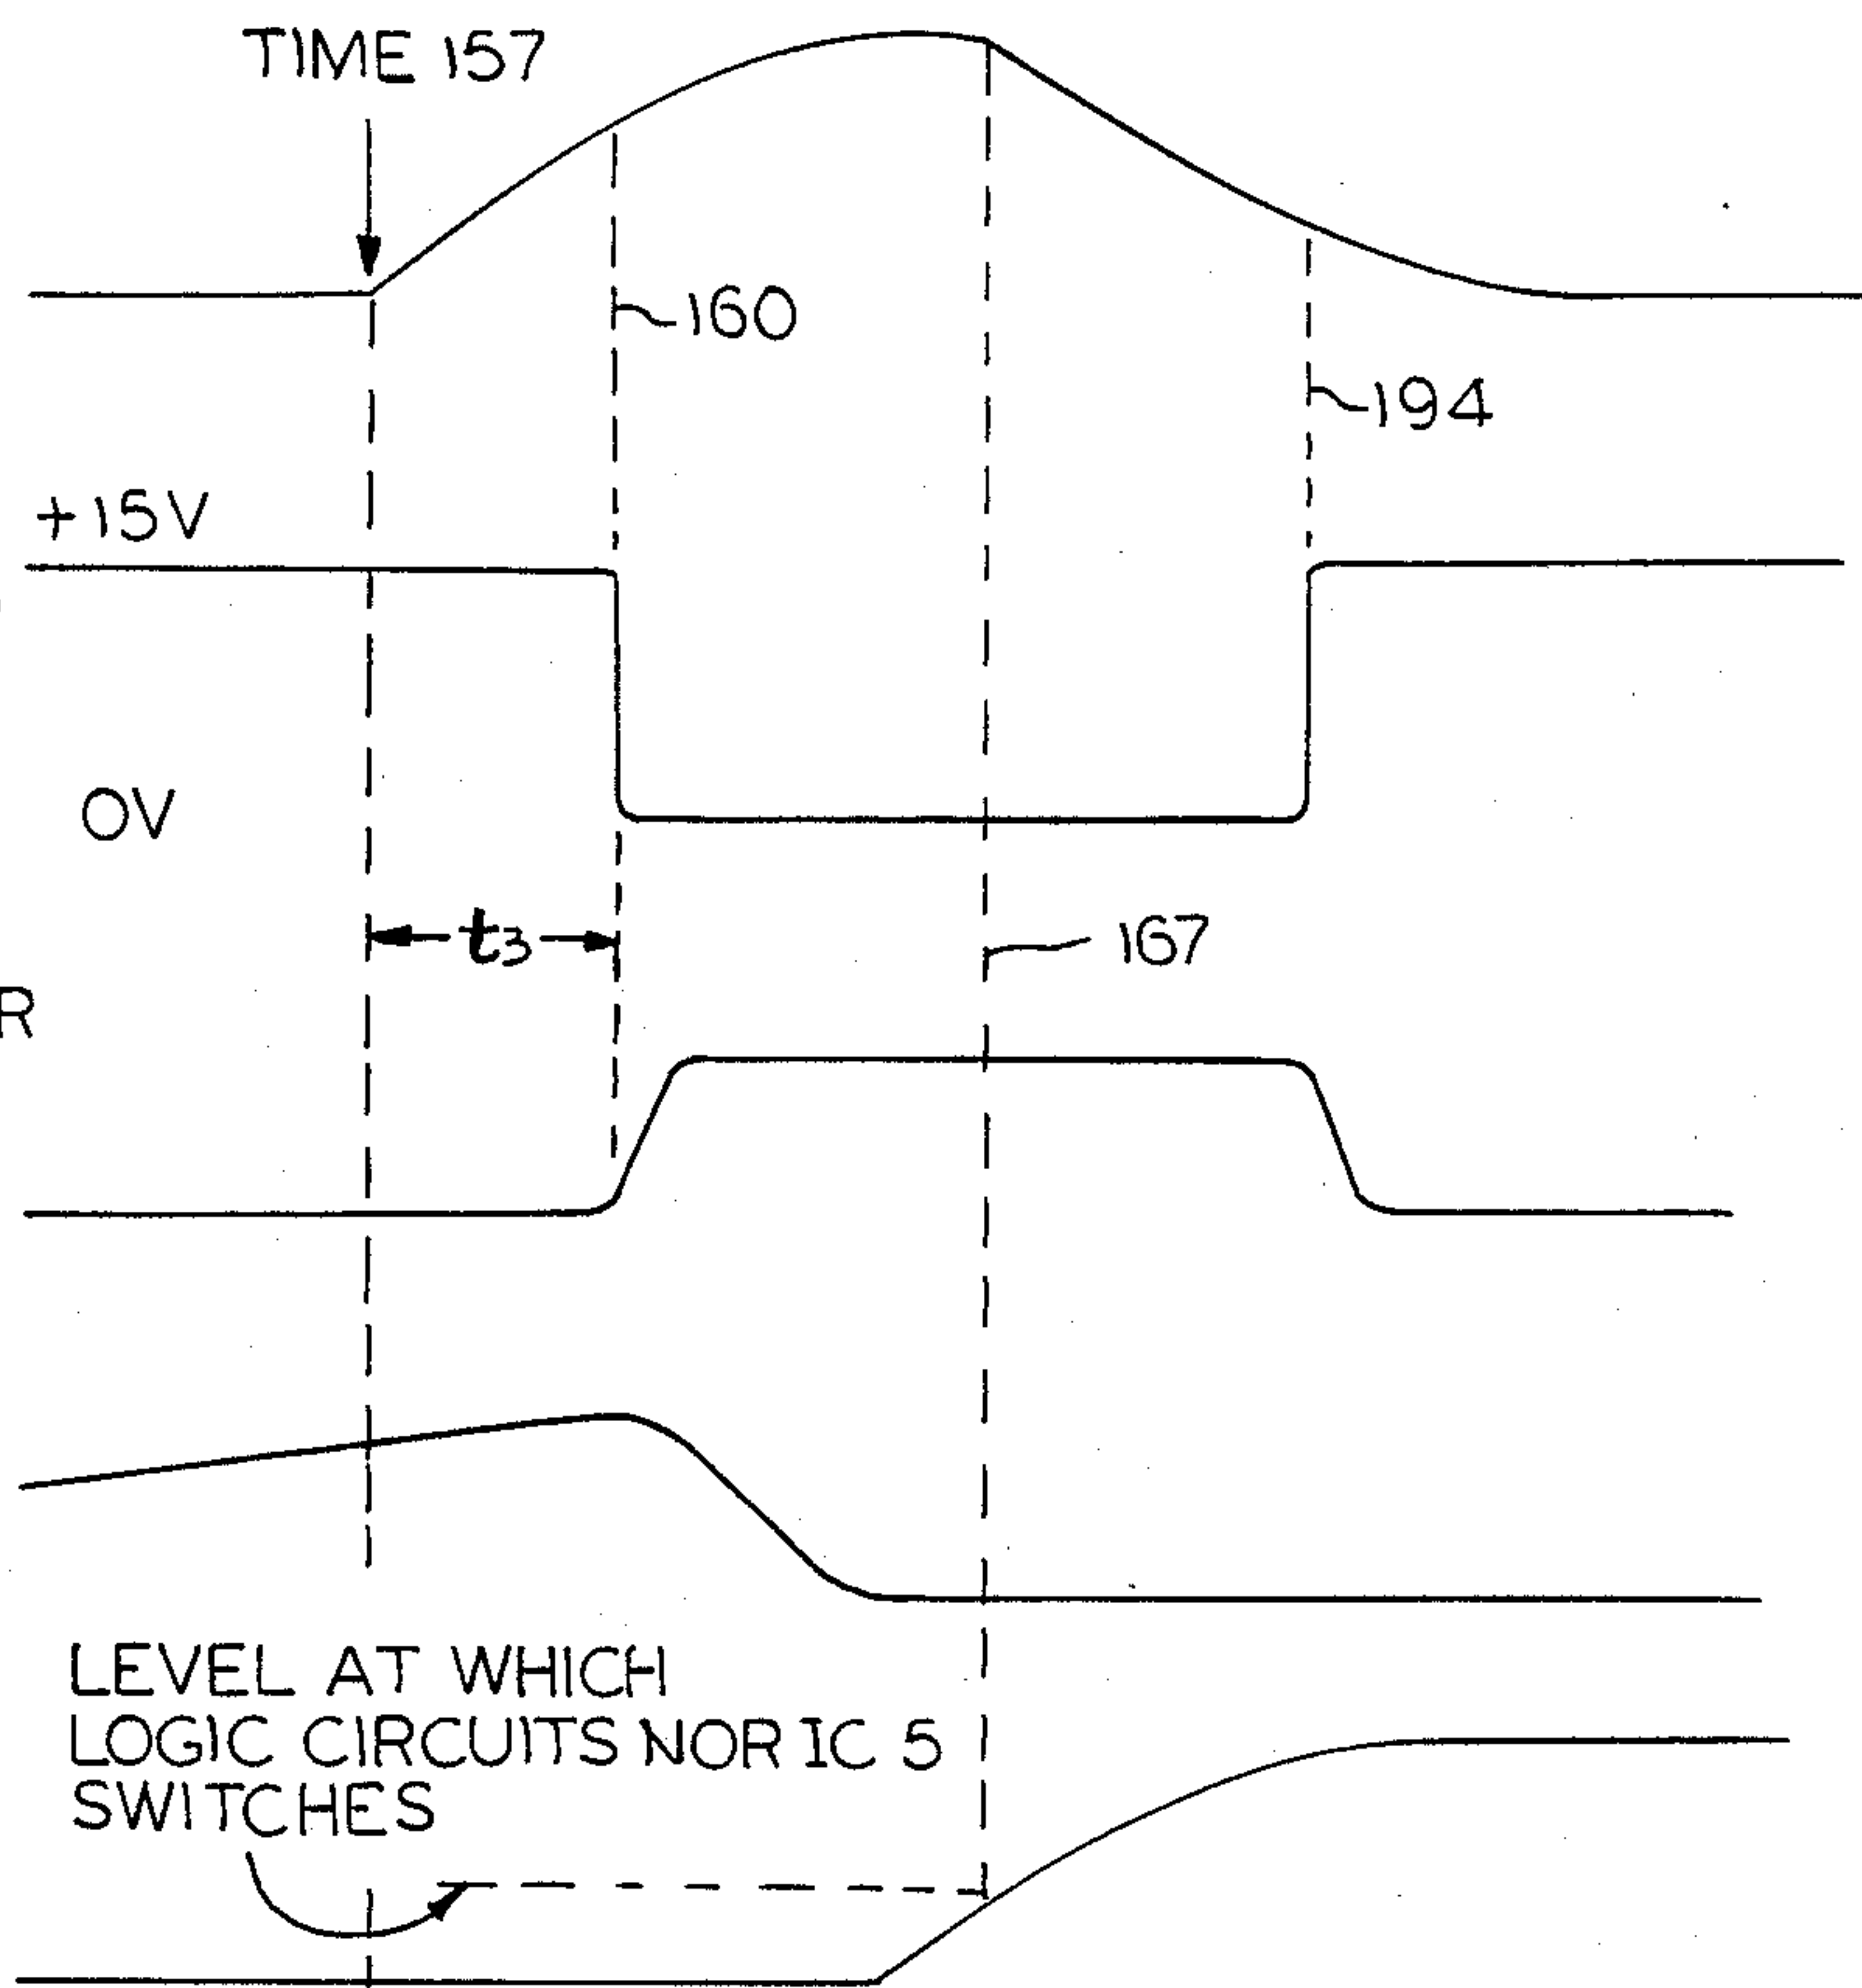 TIME 157
160
194
+15V
0V
t3
167
R
LEVEL AT WHICH
LOGIC CIRCUITS NOR IC 5
SWITCHES